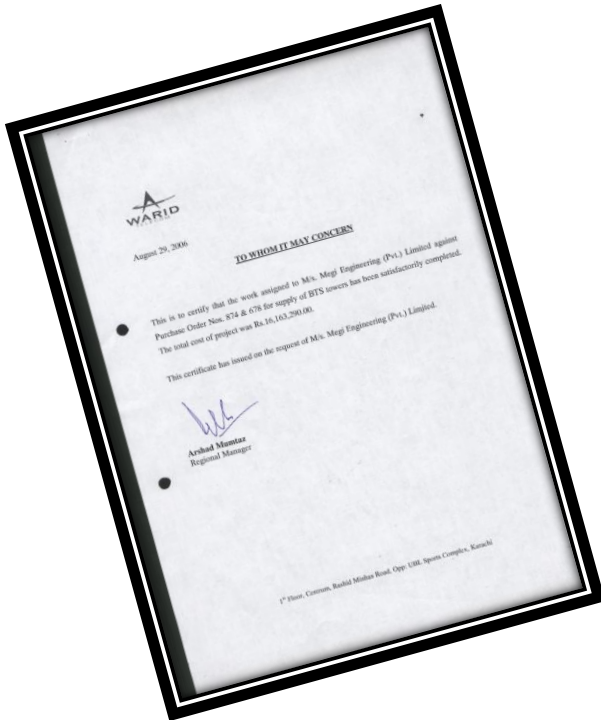 WARID
August 29, 2006
TO WHOM IT MAY CONCERN
This is to certify that the work assigned to M/s. Megi Engineering (Pvt.) Limited against
Purchase Order Nos. 874 & 678 for supply of BTS towers has been satisfactorily completed.
The total cost of project was Rs.16,163,290.00.
This certificate has issued on the request of M/s. Megi Engineering (Pvt.) Limited.
Arshad Mumtaz
Regional Manager
1st Floor, Centrum, Rashid Minhas Road, Opp: UBL Sports Complex, Karachi